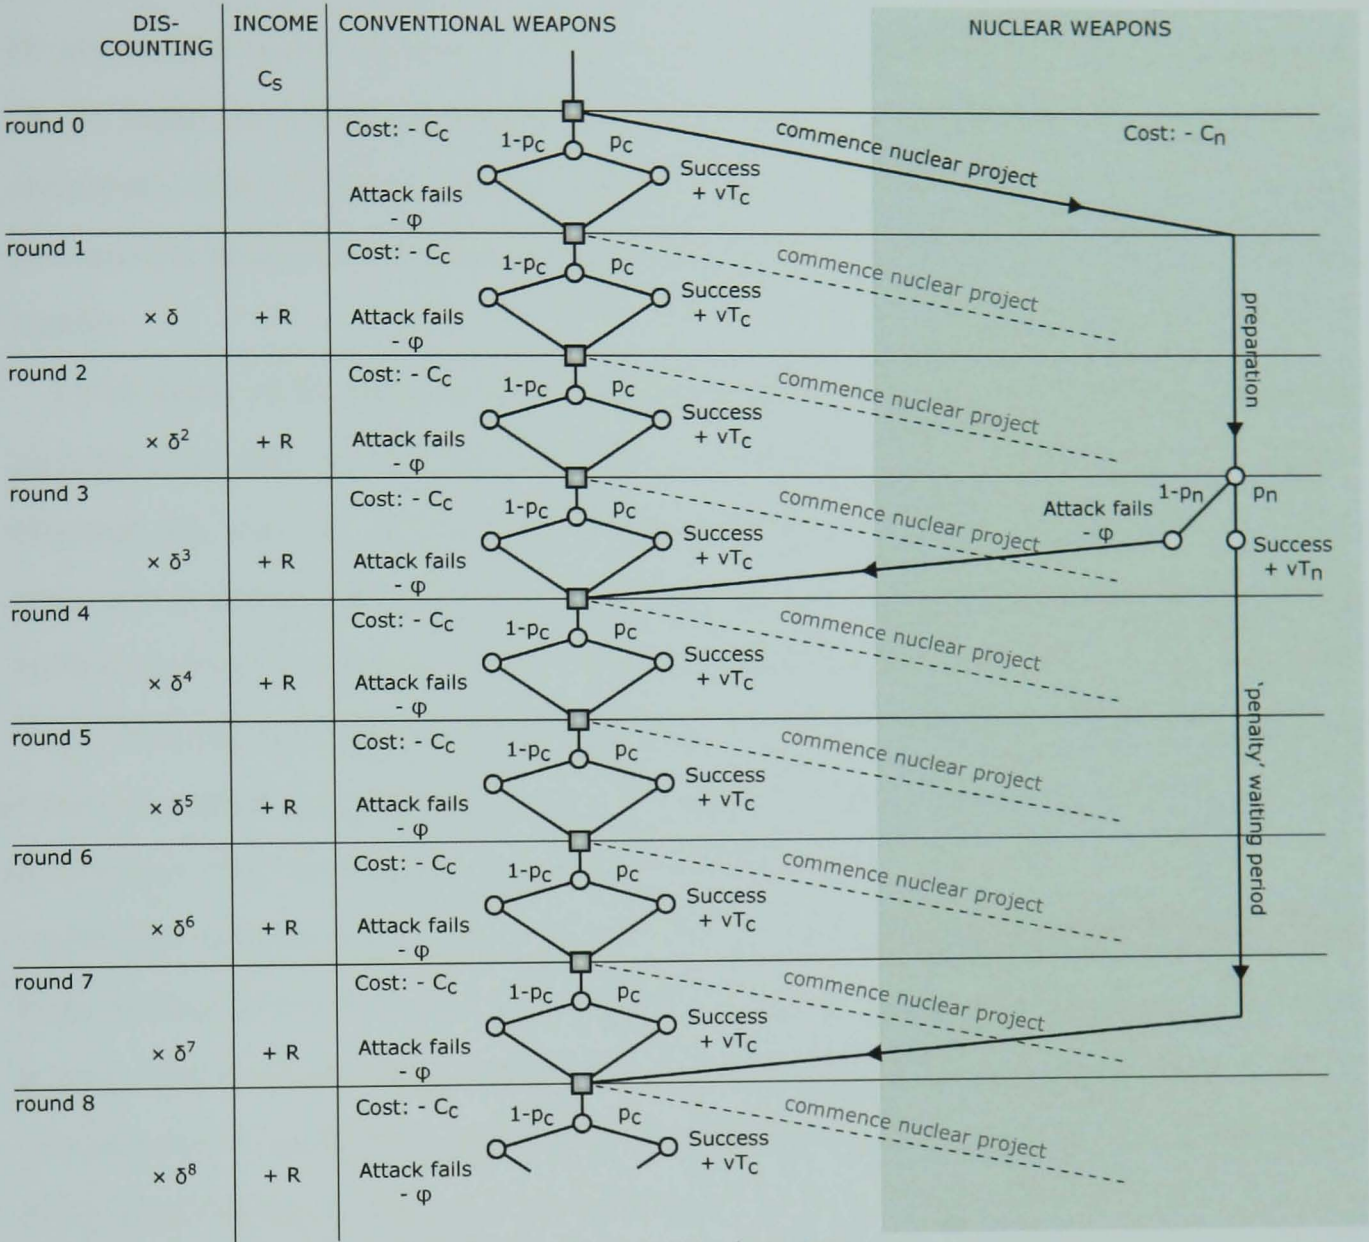 DIS-
COUNTING
INCOME
CONVENTIONAL WEAPONS
NUCLEAR WEAPONS
Cs
round 0
Cost: - Cc
1-pc
pc
commence nuclear project
Cost: - Cn
Success
+ vTc
Attack fails
- φ
round 1
Cost: - Cc
1-pc
pc
commence nuclear project
Success
+ vTc
× δ
+ R
Attack fails
- φ
preparation
round 2
Cost: - Cc
1-pc
pc
commence nuclear project
Success
+ vTc
× δ²
+ R
Attack fails
- φ
round 3
Cost: - Cc
1-pc
pc
commence nuclear project
1-pn
pn
Attack fails
- φ
Success
+ vTn
Success
+ vTc
× δ³
+ R
Attack fails
- φ
round 4
Cost: - Cc
1-pc
pc
commence nuclear project
Success
+ vTc
× δ⁴
+ R
Attack fails
- φ
'penalty' waiting period
round 5
Cost: - Cc
1-pc
pc
commence nuclear project
Success
+ vTc
× δ⁵
+ R
Attack fails
- φ
round 6
Cost: - Cc
1-pc
pc
commence nuclear project
Success
+ vTc
× δ⁶
+ R
Attack fails
- φ
round 7
Cost: - Cc
1-pc
pc
commence nuclear project
Success
+ vTc
× δ⁷
+ R
Attack fails
- φ
round 8
Cost: - Cc
1-pc
pc
commence nuclear project
Success
+ vTc
× δ⁸
+ R
Attack fails
- φ